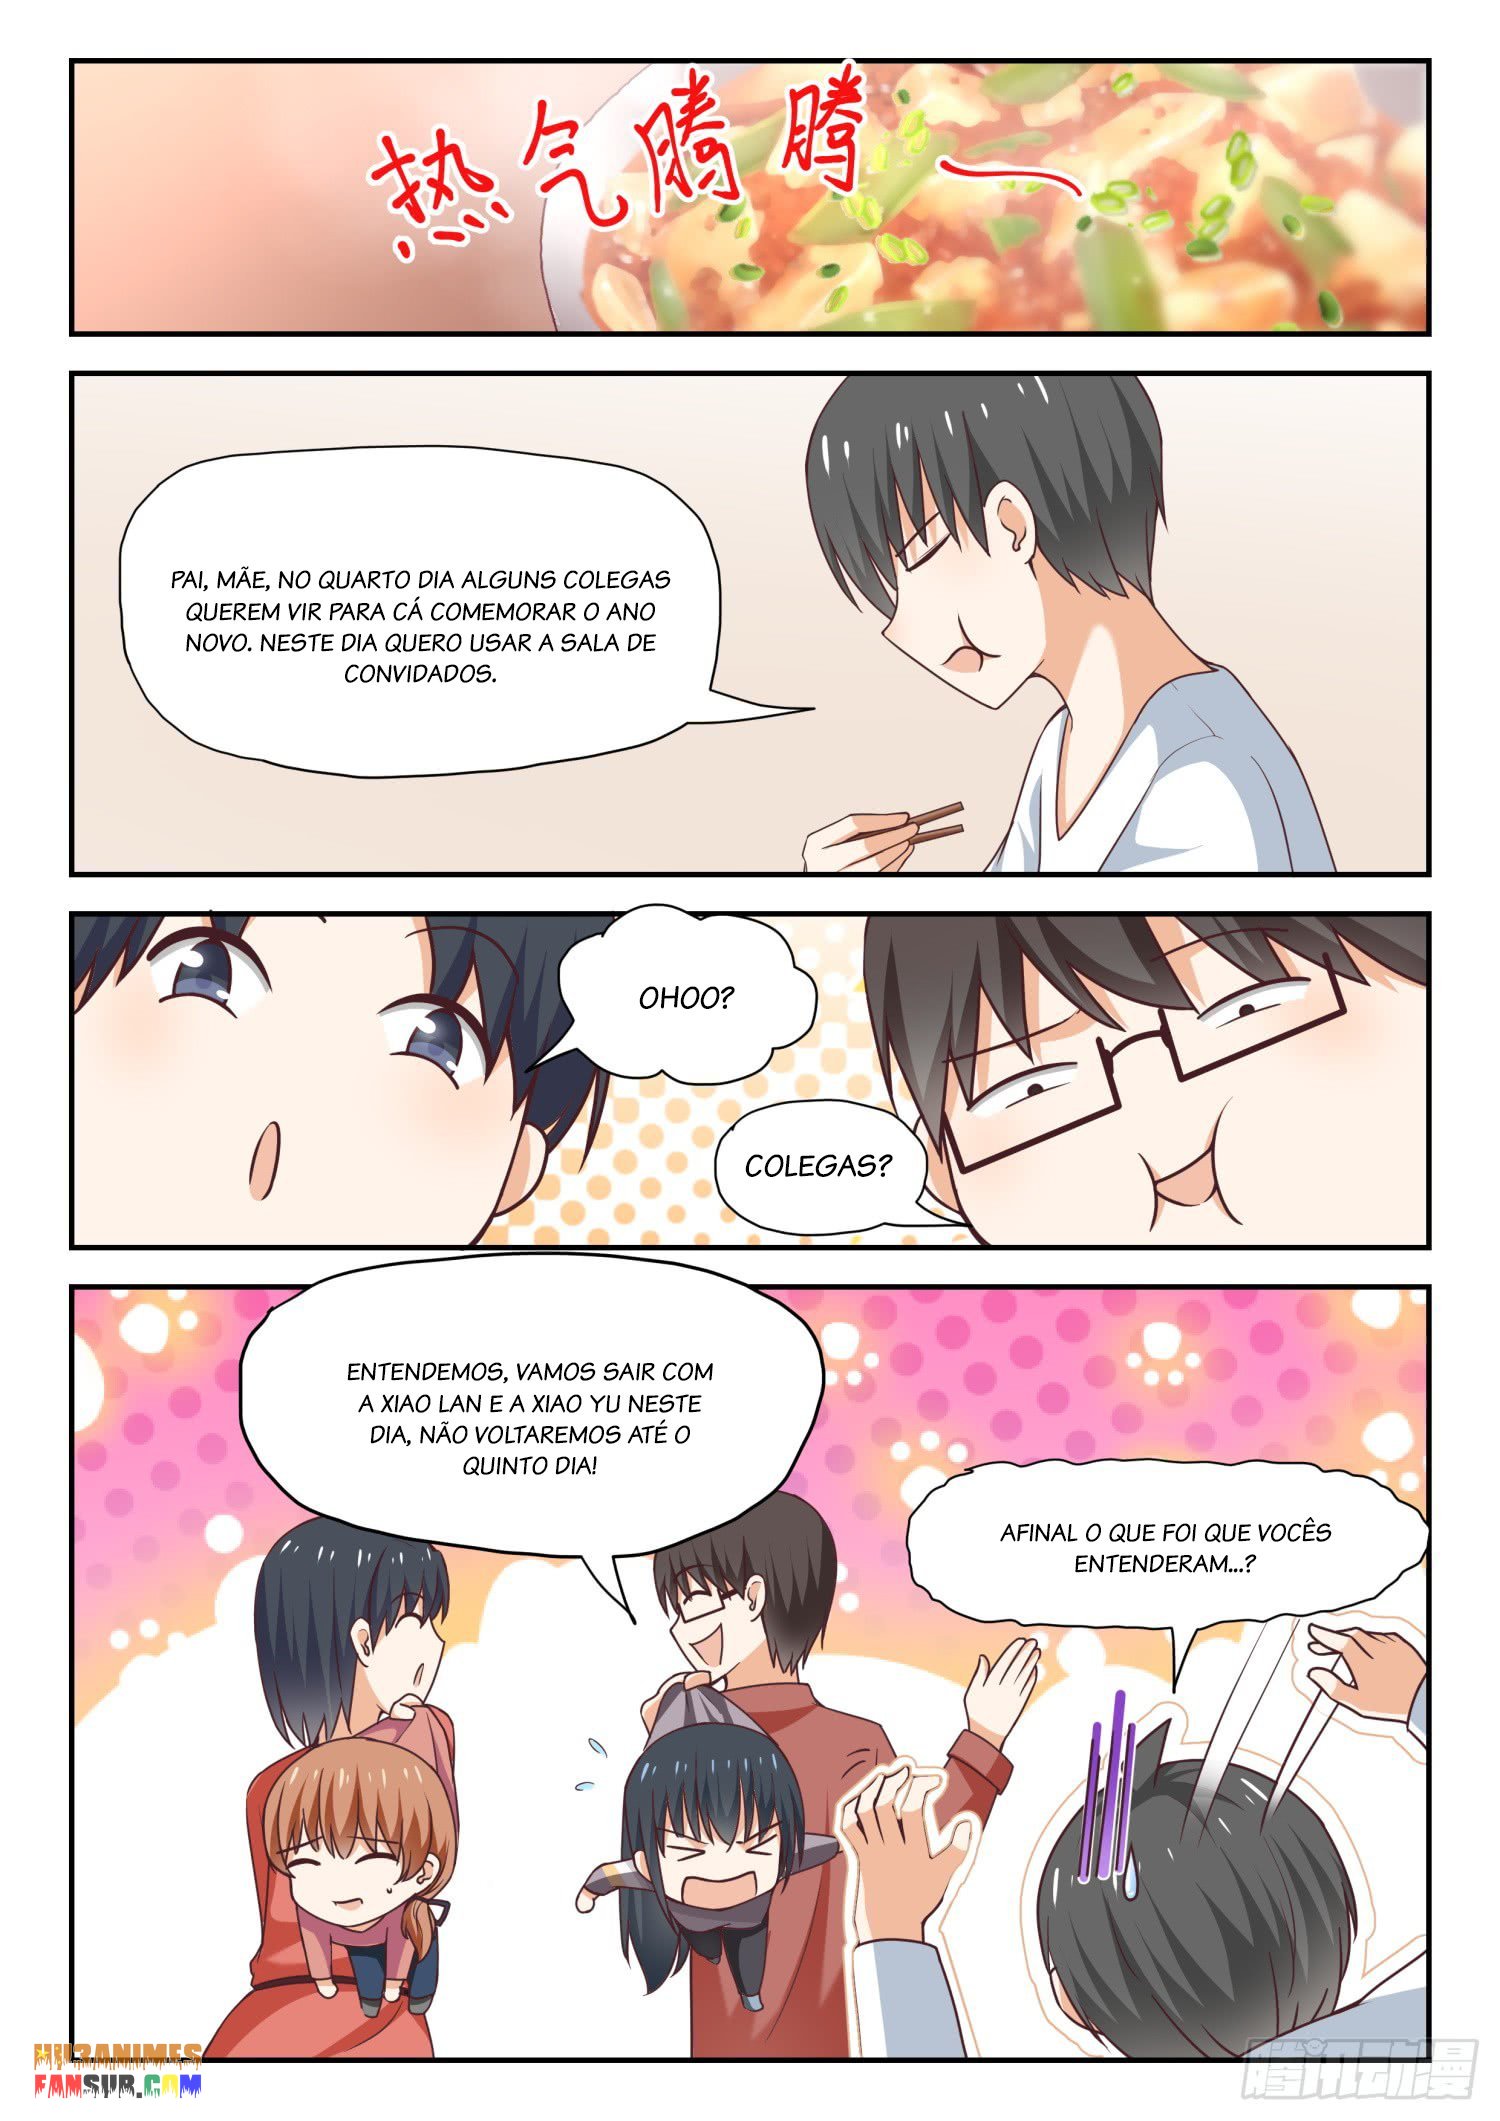 热气腾腾
PAI, MÃE, NO QUARTO DIA ALGUNS COLEGAS
QUEREM VIR PARA CÁ COMEMORAR O ANO
NOVO. NESTE DIA QUERO USAR A SALA DE
CONVIDADOS.
OHOO?
COLEGAS?
ENTENDEMOS, VAMOS SAIR COM
A XIAO LAN E A XIAO YU NESTE
DIA, NÃO VOLTAREMOS ATÉ O
QUINTO DIA!
AFINAL O QUE FOI QUE VOCÊS
ENTENDERAM...?
HU3ANIMES
FANSUB.COM
腾讯动漫